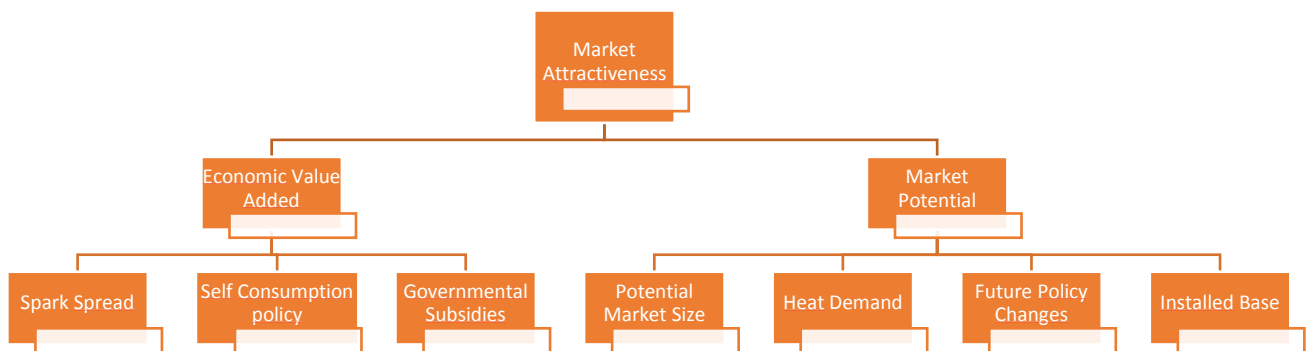 Market
Attractiveness
Economic Value
Added
Market
Potential
Spark Spread
Self Consumption
policy
Governmental
Subsidies
Potential
Market Size
Heat Demand
Future Policy
Changes
Installed Base